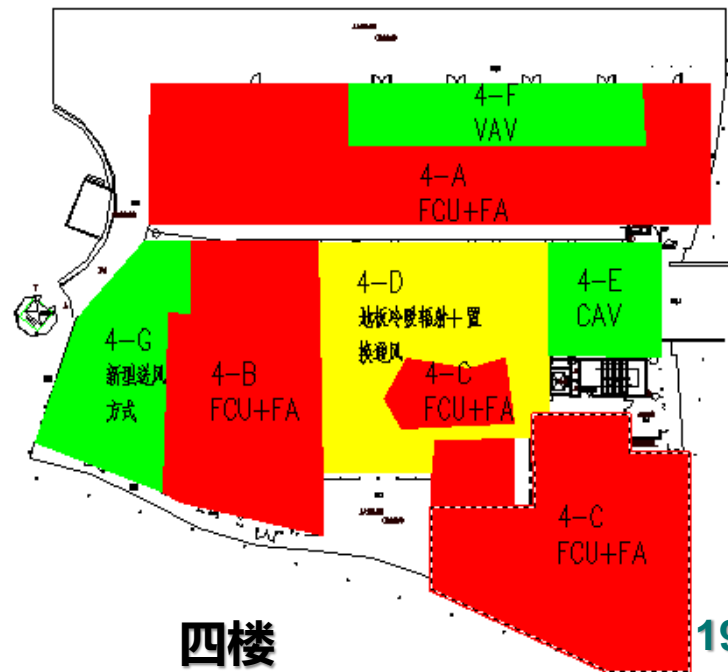 4-F
VAV
4-A
FCU+FA
4-D
地板冷暖辐射+置
换通风
4-E
CAV
4-G
新型送风
方式
4-B
FCU+FA
4-C
FCU+FA
4-C
FCU+FA
四楼
19